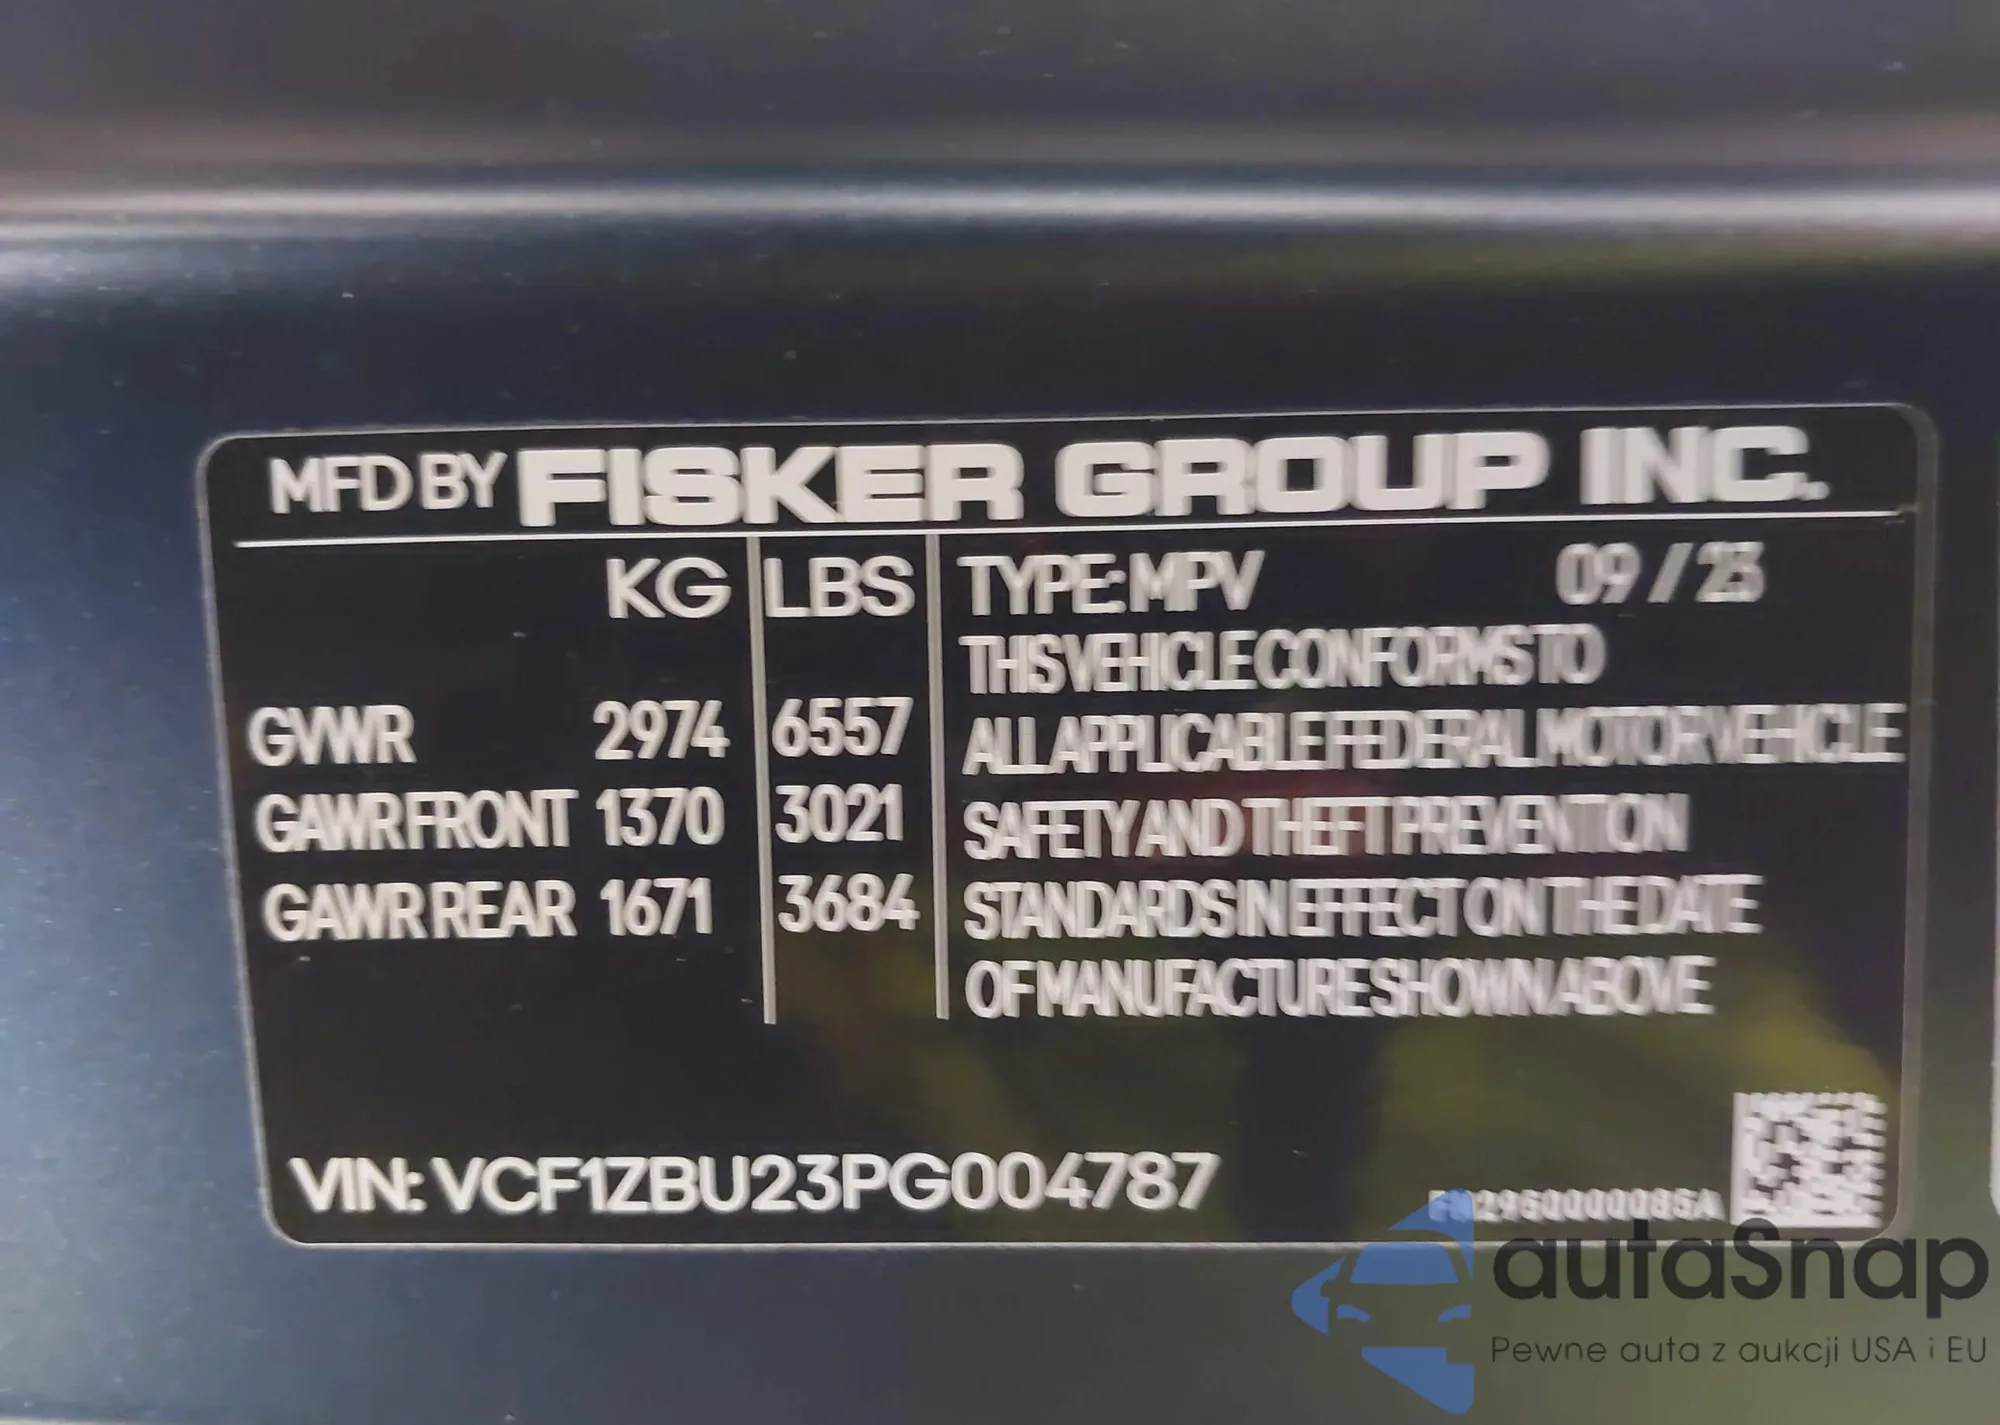 MFD BY FISKER GROUP INC.
KG LBS TYPE: MPV 09 / 23
THIS VEHICLE CONFORMS TO
GVWR 2974 6557 ALL APPLICABLE FEDERAL MOTOR VEHICLE
GAWR FRONT 1370 3021 SAFETY AND THEFT PREVENTION
GAWR REAR 1671 3684 STANDARDS IN EFFECT ON THE DATE
OF MANUFACTURE SHOWN ABOVE
VIN: VCF1ZBU23PG004787
autaSnap
Pewne auta z aukcji USA i EU